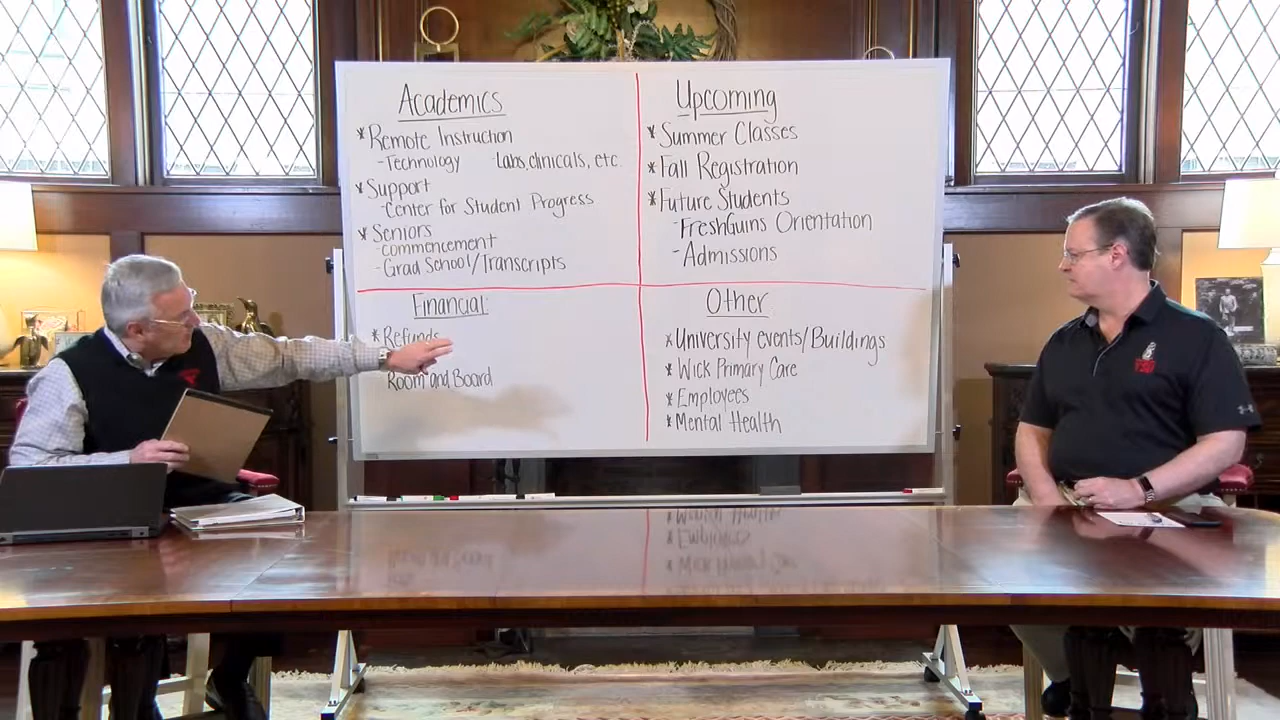 Academics
* Remote Instruction
-Technology -Labs, clinicals, etc.
* Support
-Center for Student Progress
* Seniors
-commencement
-Grad School/Transcripts
Upcoming
* Summer Classes
* Fall Registration
* Future Students
-FreshGuins Orientation
-Admissions
Financial
* Refunds
Room and Board
Other
* University events/Buildings
* Wick Primary Care
* Employees
* Mental Health